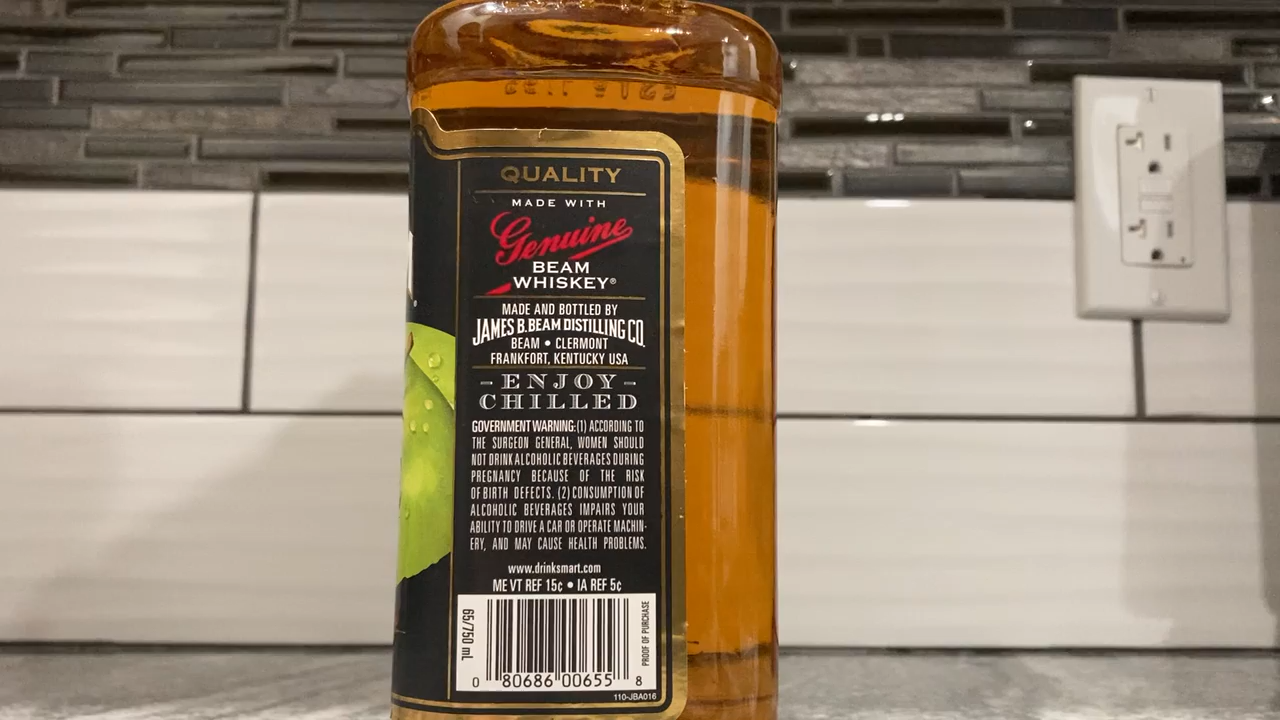 QUALITY
MADE WITH
Genuine
BEAM
WHISKEY®
MADE AND BOTTLED BY
JAMES B. BEAM DISTILLING CO.
BEAM • CLERMONT
FRANKFORT, KENTUCKY USA
- ENJOY -
CHILLED
GOVERNMENT WARNING: (1) ACCORDING TO
THE SURGEON GENERAL, WOMEN SHOULD
NOT DRINK ALCOHOLIC BEVERAGES DURING
PREGNANCY BECAUSE OF THE RISK
OF BIRTH DEFECTS. (2) CONSUMPTION OF
ALCOHOLIC BEVERAGES IMPAIRS YOUR
ABILITY TO DRIVE A CAR OR OPERATE MACHIN-
ERY, AND MAY CAUSE HEALTH PROBLEMS.
www.drinksmart.com
ME VT REF 15¢ • IA REF 5¢
65/750 mL
PROOF OF PURCHASE
0 80686 00655 8
110-JBA016